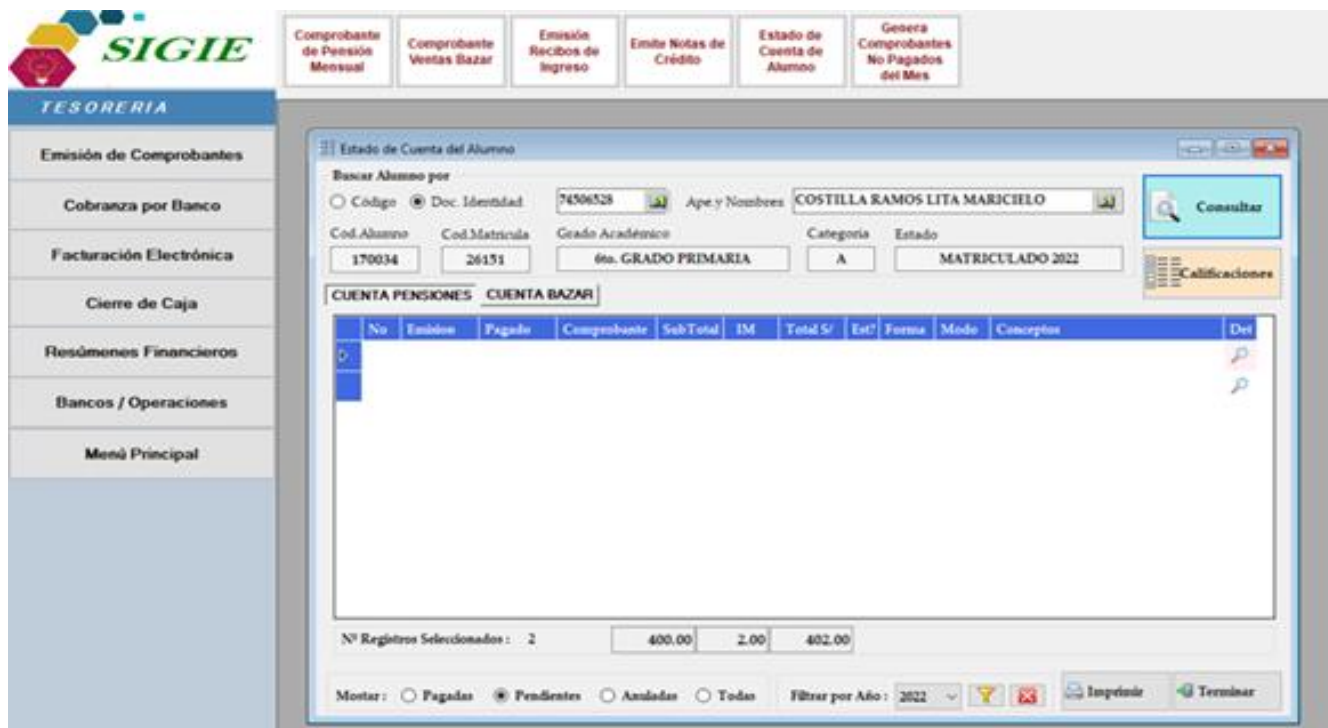 SIGIE
Comprobante de Pensión Mensual
Comprobante Ventas Bazar
Emisión Recibos de Ingreso
Emite Notas de Crédito
Estado de Cuenta de Alumno
Genera Comprobantes No Pagados del Mes
TESORERIA
Emisión de Comprobantes
Cobranza por Banco
Facturación Electrónica
Cierre de Caja
Resúmenes Financieros
Bancos / Operaciones
Menú Principal
Estado de Cuenta del Alumno
Buscar Alumno por
Codigo Doc. Identidad 74506528 Ape.y Nombres COSTILLA RAMOS LITA MARICIELO
Consultar
Cod.Alumno Cod.Matricula Grado Académico Categoria Estado
170034 26151 6to. GRADO PRIMARIA A MATRICULADO 2022
Calificaciones
CUENTA PENSIONES CUENTA BAZAR
No Emision Pagado Comprobante SubTotal IM Total S/ Est? Forma Modo Conceptos Det
Nº Registros Seleccionados : 2 400.00 2.00 402.00
Mostar : Pagadas Pendientes Anuladas Todas Filtrar por Año : 2022 Imprimir Terminar